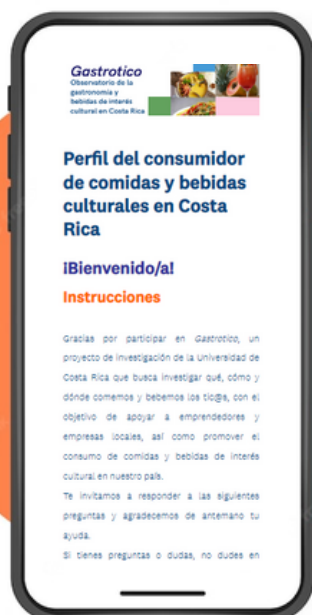 Gastrotico
Observatorio de la
gastronomía y
bebidas de interés
cultural en Costa Rica
Perfil del consumidor
de comidas y bebidas
culturales en Costa
Rica
¡Bienvenido/a!
Instrucciones
Gracias por participar en Gastrotico, un
proyecto de investigación de la Universidad de
Costa Rica que busca investigar qué, cómo y
dónde comemos y bebemos los tic@s, con el
objetivo de apoyar a emprendedores y
empresas locales, así como promover el
consumo de comidas y bebidas de interés
cultural en nuestro país.
Te invitamos a responder a las siguientes
preguntas y agradecemos de antemano tu
ayuda.
Si tienes preguntas o dudas, no dudes en